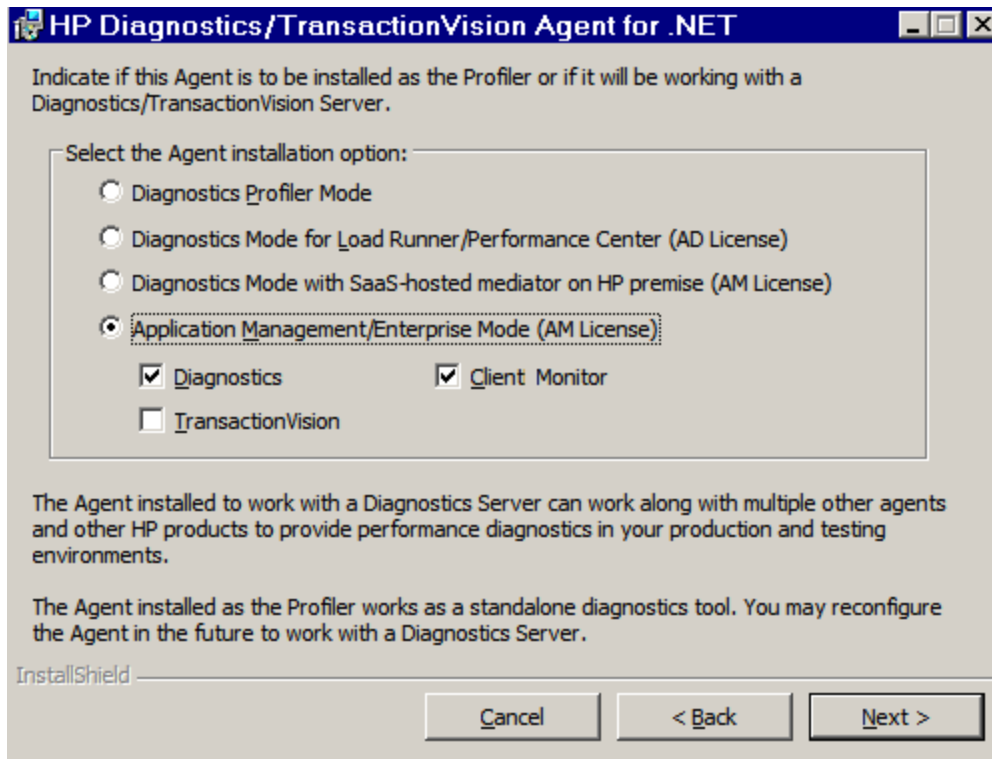 HP Diagnostics/TransactionVision Agent for .NET
Indicate if this Agent is to be installed as the Profiler or if it will be working with a
Diagnostics/TransactionVision Server.
Select the Agent installation option:
Diagnostics Profiler Mode
Diagnostics Mode for Load Runner/Performance Center (AD License)
Diagnostics Mode with SaaS-hosted mediator on HP premise (AM License)
Application Management/Enterprise Mode (AM License)
Diagnostics Client Monitor
TransactionVision
The Agent installed to work with a Diagnostics Server can work along with multiple other agents
and other HP products to provide performance diagnostics in your production and testing
environments.
The Agent installed as the Profiler works as a standalone diagnostics tool. You may reconfigure
the Agent in the future to work with a Diagnostics Server.
InstallShield
Cancel < Back Next >